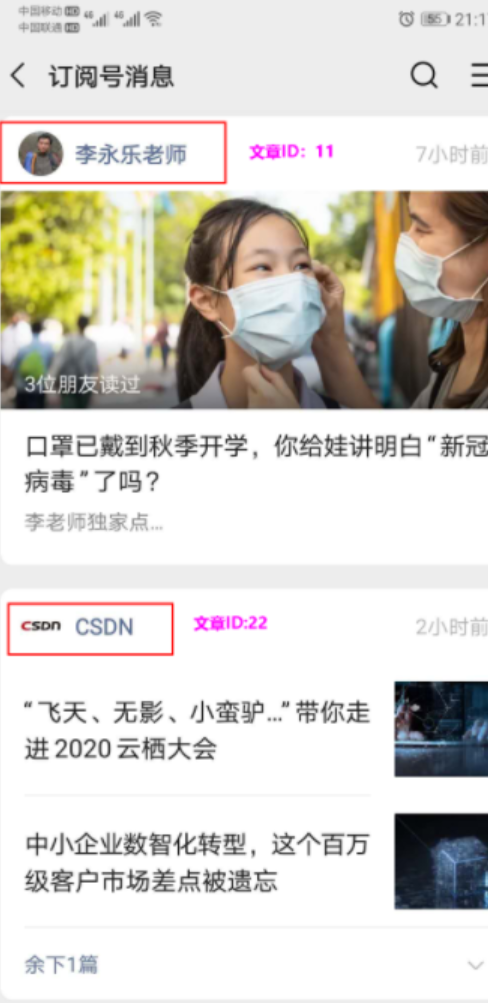 中国移动 HD 4G 4G
中国联通 HD
85 21:1
订阅号消息
李永乐老师 文章ID：11 7小时前
3位朋友读过
口罩已戴到秋季开学，你给娃讲明白“新冠
病毒”了吗？
李老师独家点...
CSDN CSDN 文章ID:22 2小时前
“飞天、无影、小蛮驴...”带你走
进2020云栖大会
中小企业数智化转型，这个百万
级客户市场差点被遗忘
余下1篇